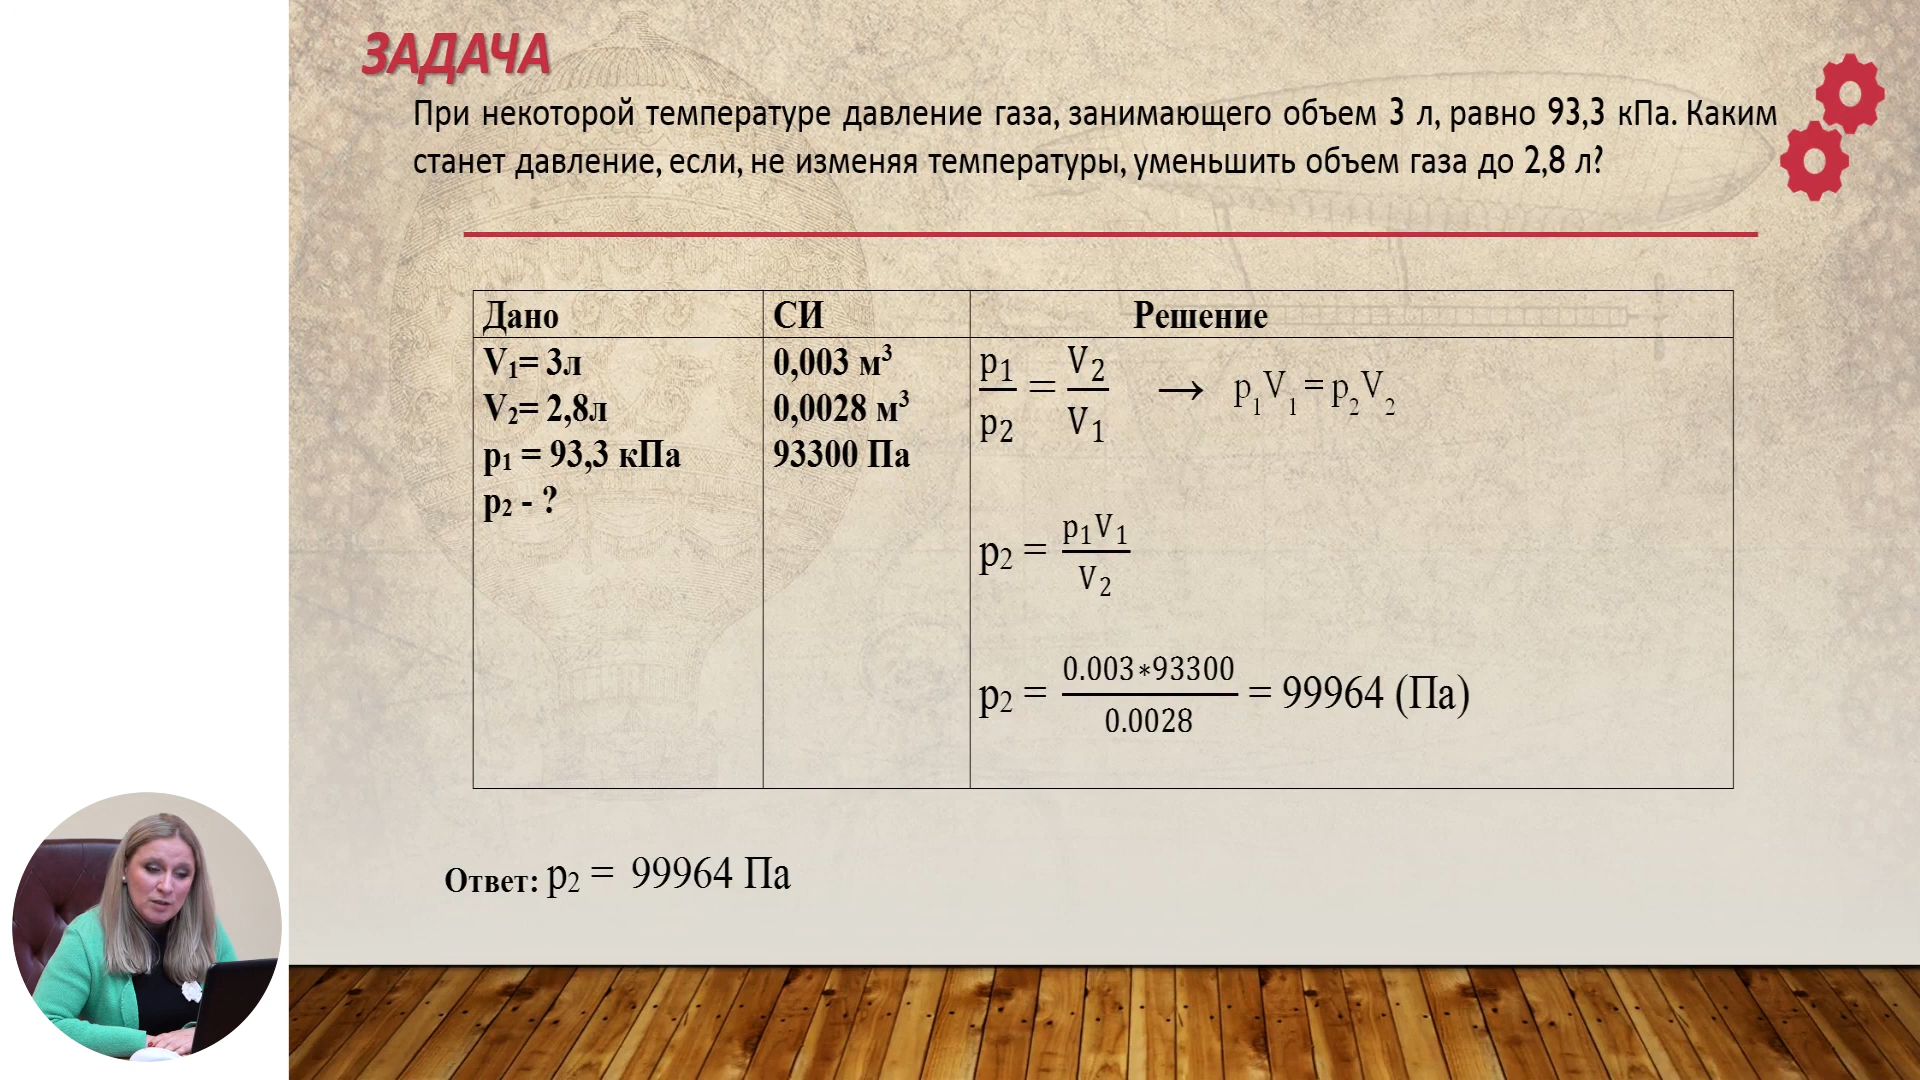 ЗАДАЧА
При некоторой температуре давление газа, занимающего объем 3 л, равно 93,3 кПа. Каким
станет давление, если, не изменяя температуры, уменьшить объем газа до 2,8 л?
Дано СИ Решение
V₁= 3л 0,003 м³ p₁/p₂ = V₂/V₁ → p₁V₁ = p₂V₂
V₂= 2,8л 0,0028 м³
p₁ = 93,3 кПа 93300 Па
p₂ - ?
p₂ = p₁V₁/V₂
p₂ = 0.003∗93300/0.0028 = 99964 (Па)
Ответ: p₂ = 99964 Па